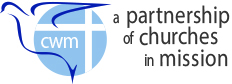 cwm
a partnership
of churches
in mission